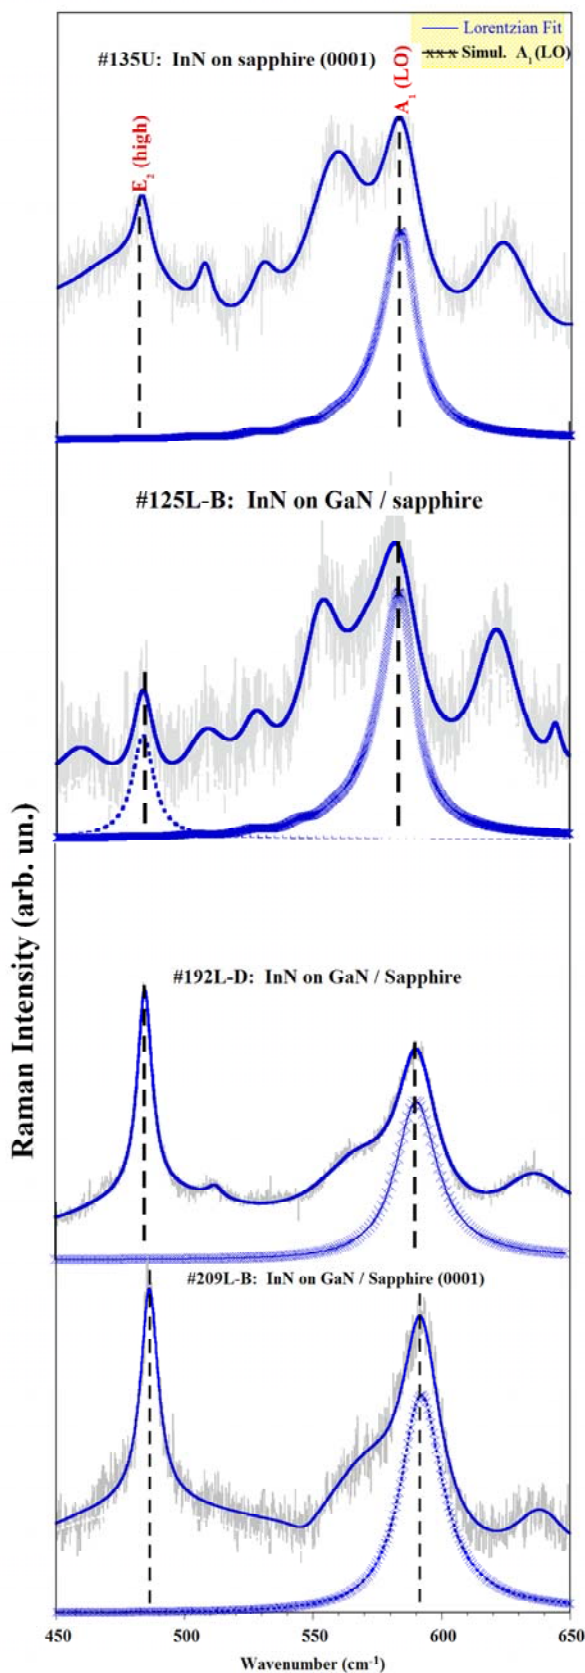 Lorentzian Fit
××× Simul. A₁(LO)
#135U: InN on sapphire (0001)
E₂ (high)
A₁ (LO)
#125L-B: InN on GaN / sapphire
Raman Intensity (arb. un.)
#192L-D: InN on GaN / Sapphire
#209L-B: InN on GaN / Sapphire (0001)
450 500 550 600 650
Wavenumber (cm⁻¹)